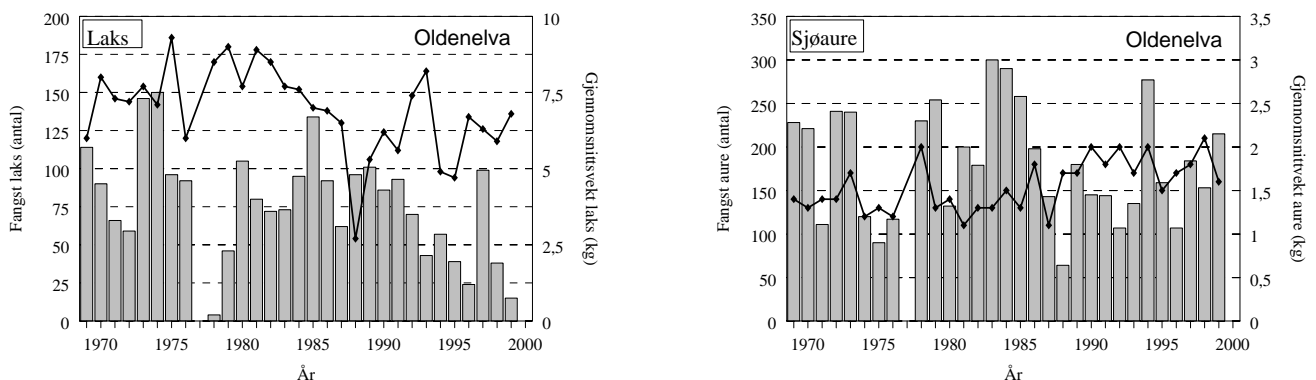 Laks
Oldenelva
Fangst laks (antal)
200
175
150
125
100
75
50
25
0
10
7,5
5
2,5
0
Gjennomsnittsvekt laks (kg)
1970 1975 1980 1985 1990 1995 2000
År
Sjøaure
Oldenelva
Fangst aure (antal)
350
300
250
200
150
100
50
0
3,5
3
2,5
2
1,5
1
0,5
0
Gjennomsnittvekt aure (kg)
1970 1975 1980 1985 1990 1995 2000
År